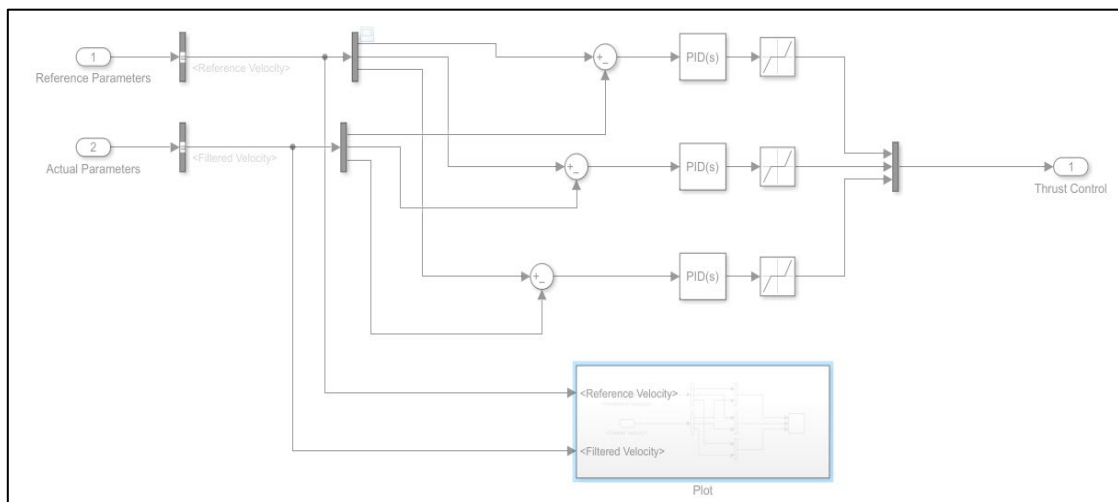 1
Reference Parameters
<Reference Velocity>
2
Actual Parameters
<Filtered Velocity>
+
−
PID(s)
+
−
PID(s)
1
Thrust Control
+
−
PID(s)
<Reference Velocity>
<Filtered Velocity>
Plot